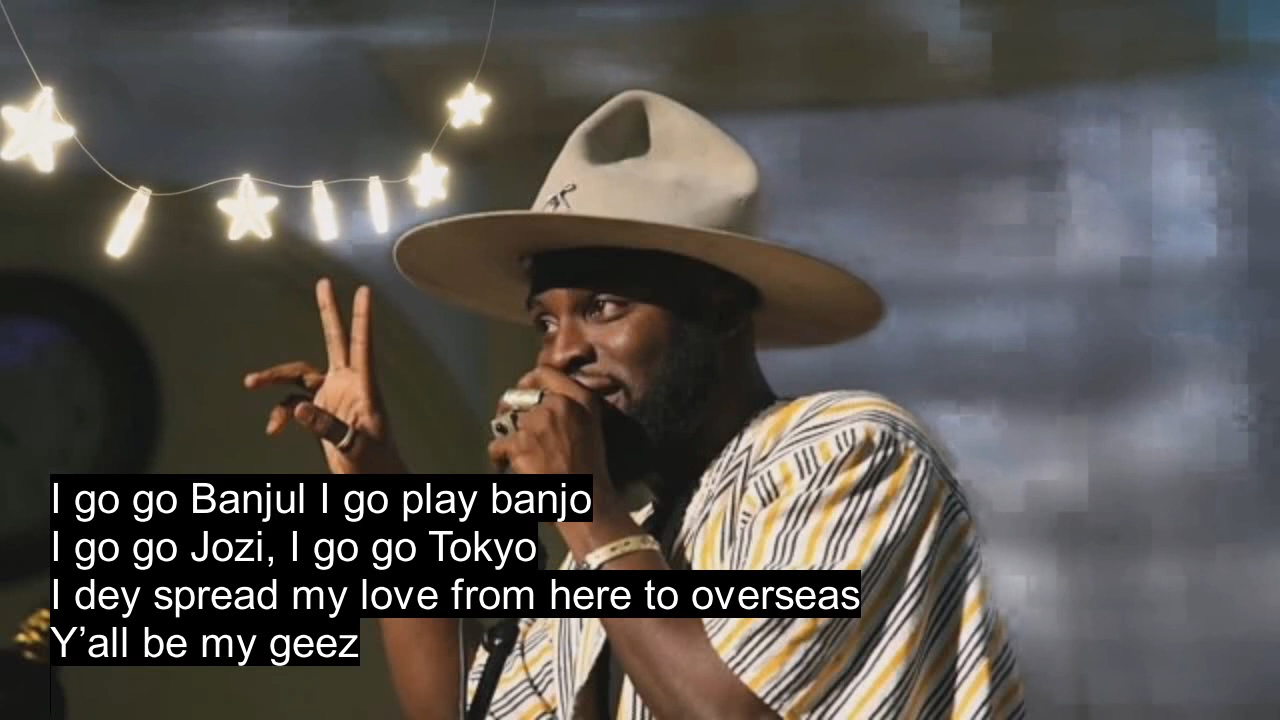 I go go Banjul I go play banjo
I go go Jozi, I go go Tokyo
I dey spread my love from here to overseas
Y’all be my geez